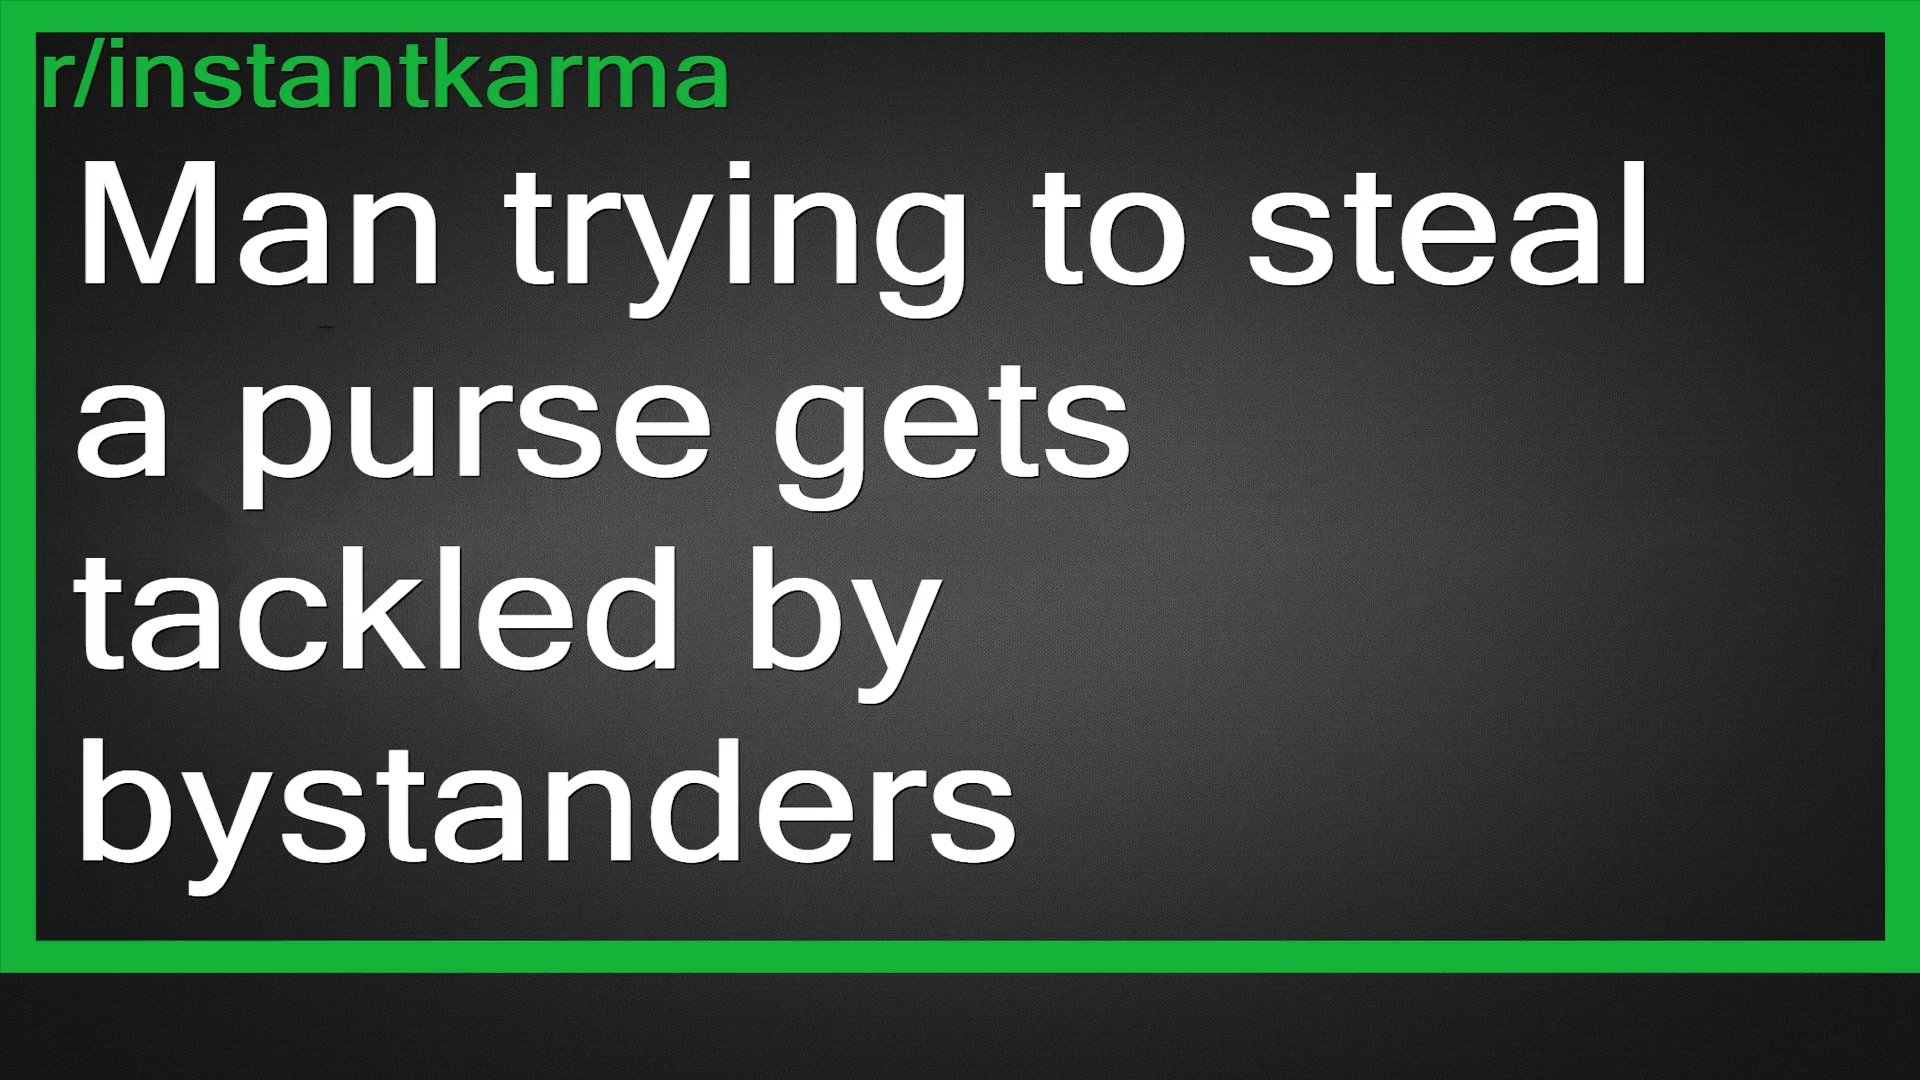 r/instantkarma
Man trying to steal
a purse gets
tackled by
bystanders